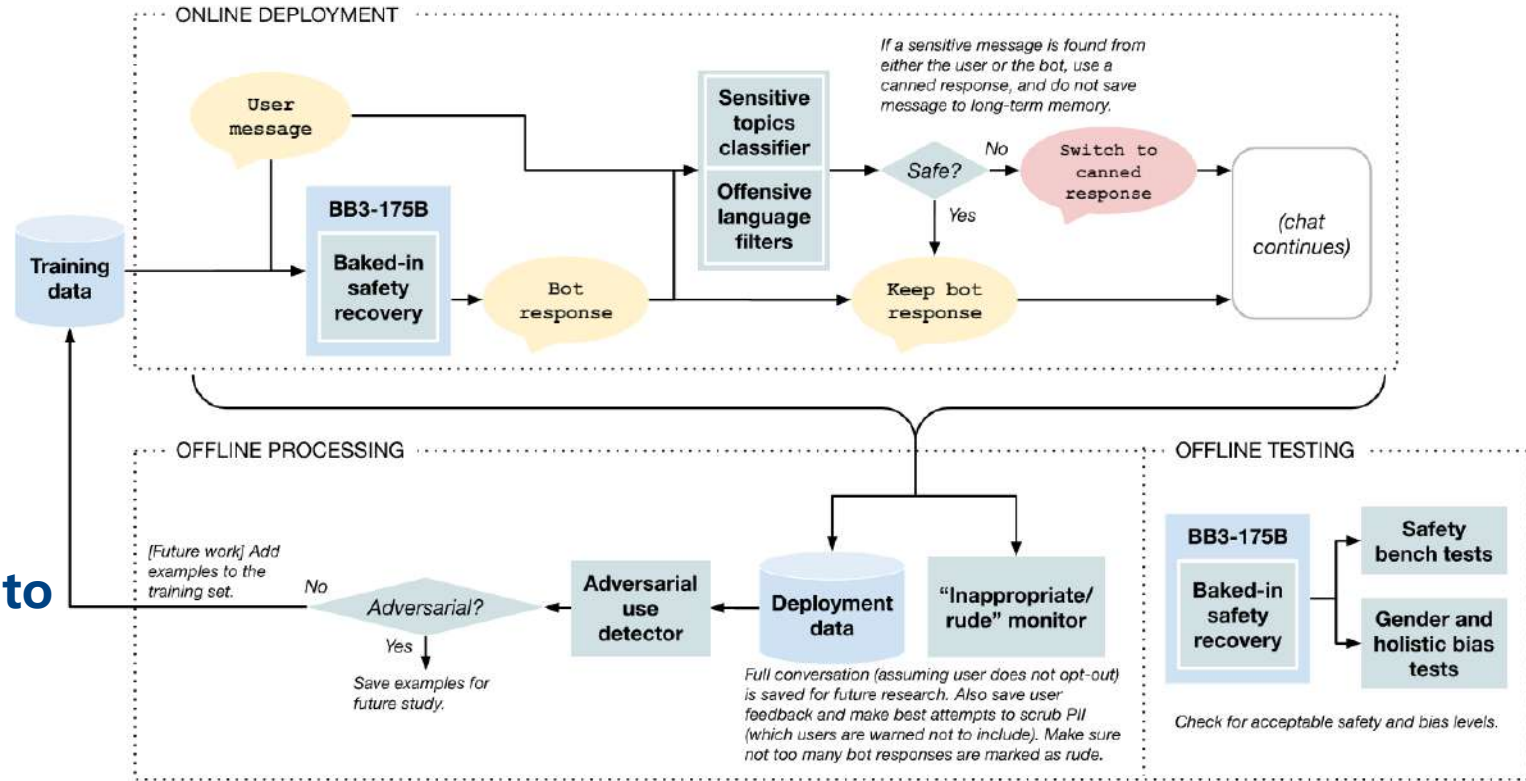 ONLINE DEPLOYMENT
If a sensitive message is found from
either the user or the bot, use a
canned response, and do not save
message to long-term memory.
User
message
Sensitive
topics
classifier
Offensive
language
filters
Safe?
No
Yes
Switch to
canned
response
(chat
continues)
Training
data
BB3-175B
Baked-in
safety
recovery
Bot
response
Keep bot
response
OFFLINE PROCESSING
[Future work] Add
examples to the
training set.
to
No
Adversarial?
Yes
Save examples for
future study.
Adversarial
use
detector
Deployment
data
"Inappropriate/
rude" monitor
Full conversation (assuming user does not opt-out)
is saved for future research. Also save user
feedback and make best attempts to scrub PII
(which users are warned not to include). Make sure
not too many bot responses are marked as rude.
OFFLINE TESTING
BB3-175B
Baked-in
safety
recovery
Safety
bench tests
Gender and
holistic bias
tests
Check for acceptable safety and bias levels.